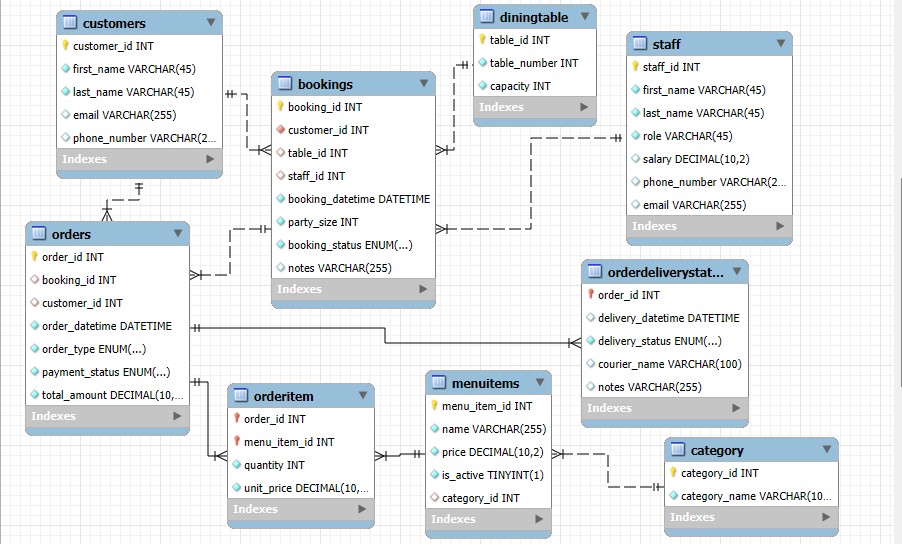 customers
customer_id INT
first_name VARCHAR(45)
last_name VARCHAR(45)
email VARCHAR(255)
phone_number VARCHAR(2...
Indexes
bookings
booking_id INT
customer_id INT
table_id INT
staff_id INT
booking_datetime DATETIME
party_size INT
booking_status ENUM(...)
notes VARCHAR(255)
Indexes
diningtable
table_id INT
table_number INT
capacity INT
Indexes
staff
staff_id INT
first_name VARCHAR(45)
last_name VARCHAR(45)
role VARCHAR(45)
salary DECIMAL(10,2)
phone_number VARCHAR(2...
email VARCHAR(255)
Indexes
orders
order_id INT
booking_id INT
customer_id INT
order_datetime DATETIME
order_type ENUM(...)
payment_status ENUM(...)
total_amount DECIMAL(10,...
Indexes
orderdeliverystat...
order_id INT
delivery_datetime DATETIME
delivery_status ENUM(...)
courier_name VARCHAR(100)
notes VARCHAR(255)
Indexes
orderitem
order_id INT
menu_item_id INT
quantity INT
unit_price DECIMAL(10,...
Indexes
menuitems
menu_item_id INT
name VARCHAR(255)
price DECIMAL(10,2)
is_active TINYINT(1)
category_id INT
Indexes
category
category_id INT
category_name VARCHAR(10...
Indexes